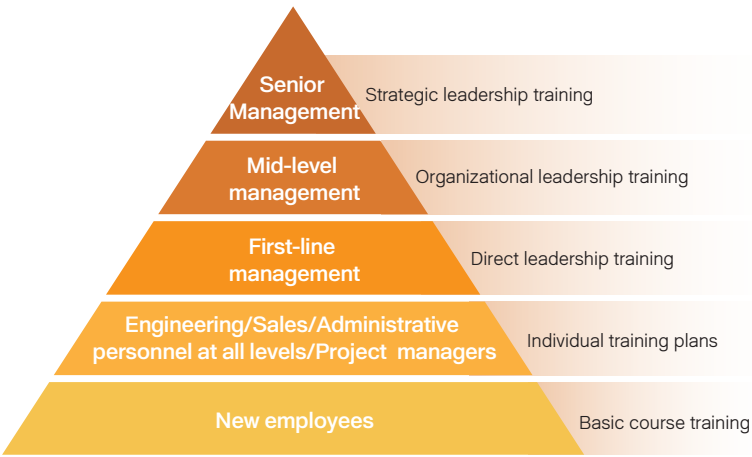 Senior
Management
Strategic leadership training
Mid-level
management
Organizational leadership training
First-line
management
Direct leadership training
Engineering/Sales/Administrative
personnel at all levels/Project managers
Individual training plans
New employees
Basic course training